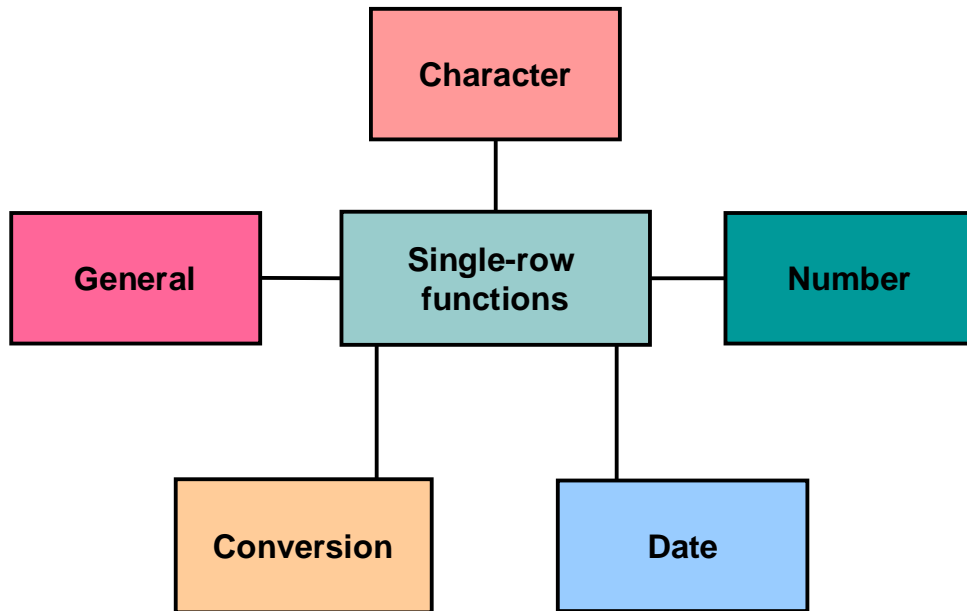 Character
General
Single-row
functions
Number
Conversion
Date